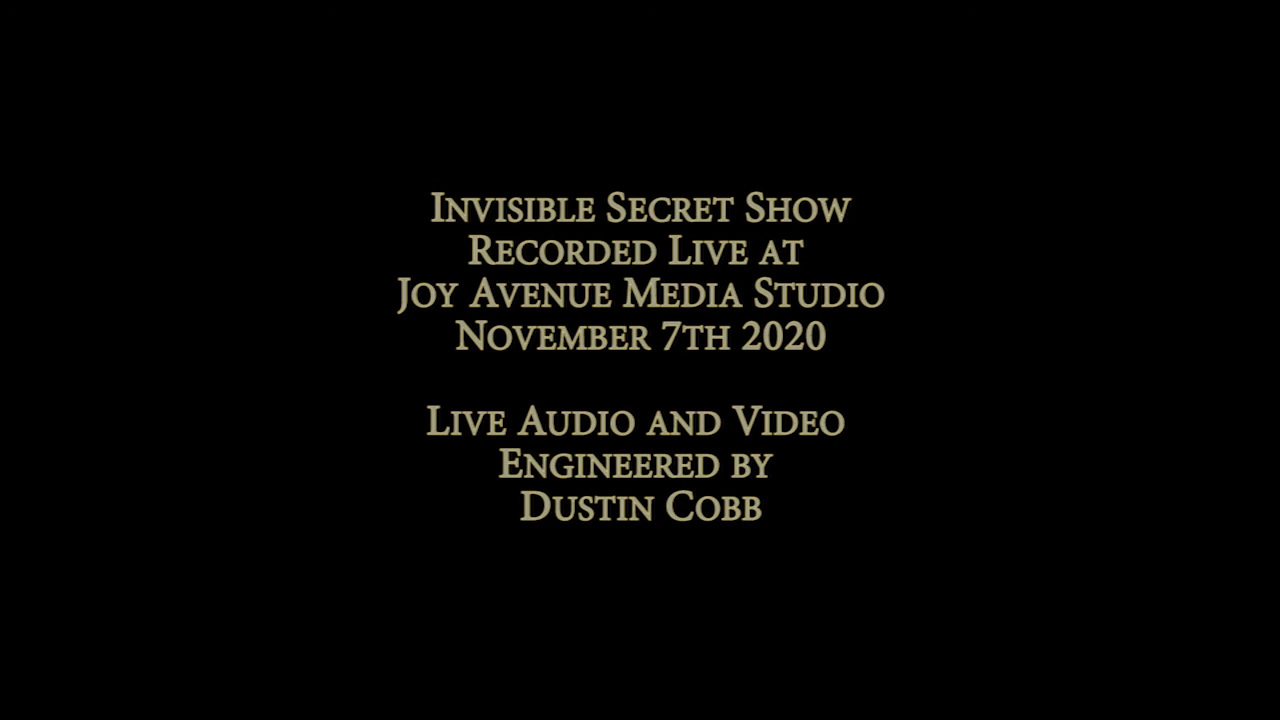 Invisible Secret Show
Recorded Live at
Joy Avenue Media Studio
November 7th 2020
Live Audio and Video
Engineered by
Dustin Cobb